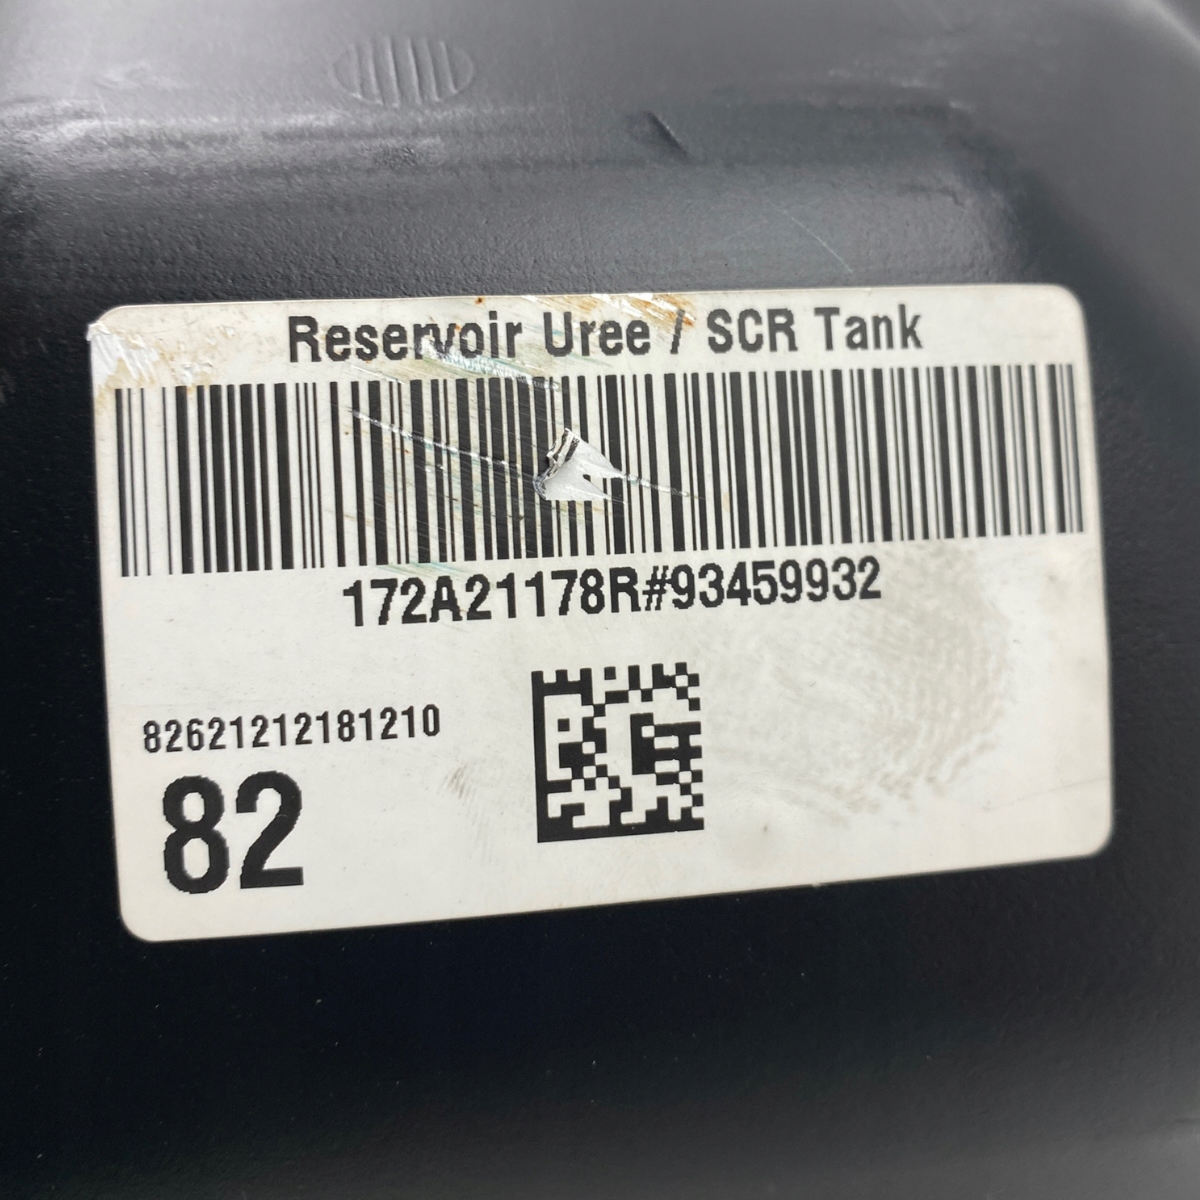 Reservoir Uree / SCR Tank
172A21178R#93459932
82621212181210
82